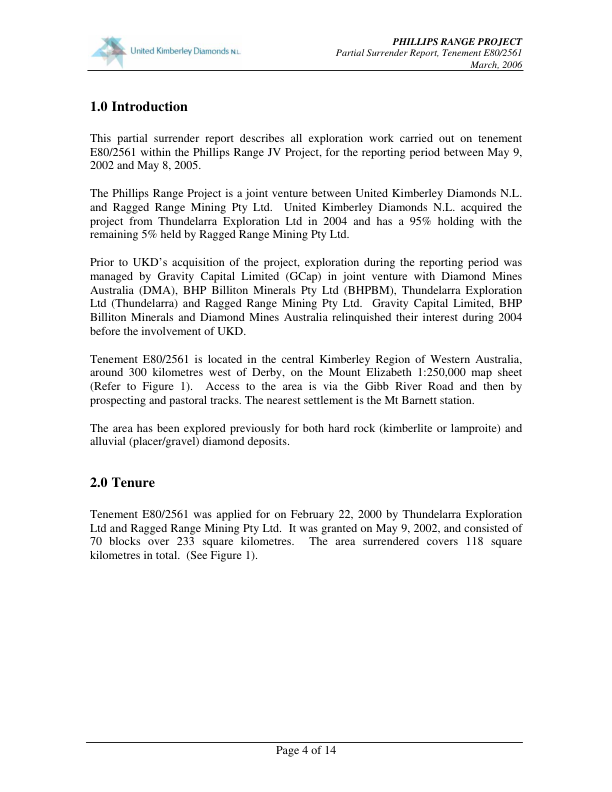 United Kimberley Diamonds N.L.
PHILLIPS RANGE PROJECT
Partial Surrender Report, Tenement E80/2561
March, 2006
1.0 Introduction
This partial surrender report describes all exploration work carried out on tenement
E80/2561 within the Phillips Range JV Project, for the reporting period between May 9,
2002 and May 8, 2005.
The Phillips Range Project is a joint venture between United Kimberley Diamonds N.L.
and Ragged Range Mining Pty Ltd.  United Kimberley Diamonds N.L. acquired the
project from Thundelarra Exploration Ltd in 2004 and has a 95% holding with the
remaining 5% held by Ragged Range Mining Pty Ltd.
Prior to UKD's acquisition of the project, exploration during the reporting period was
managed by Gravity Capital Limited (GCap) in joint venture with Diamond Mines
Australia (DMA), BHP Billiton Minerals Pty Ltd (BHPBM), Thundelarra Exploration
Ltd (Thundelarra) and Ragged Range Mining Pty Ltd.  Gravity Capital Limited, BHP
Billiton Minerals and Diamond Mines Australia relinquished their interest during 2004
before the involvement of UKD.
Tenement E80/2561 is located in the central Kimberley Region of Western Australia,
around 300 kilometres west of Derby, on the Mount Elizabeth 1:250,000 map sheet
(Refer to Figure 1).  Access to the area is via the Gibb River Road and then by
prospecting and pastoral tracks. The nearest settlement is the Mt Barnett station.
The area has been explored previously for both hard rock (kimberlite or lamproite) and
alluvial (placer/gravel) diamond deposits.
2.0 Tenure
Tenement E80/2561 was applied for on February 22, 2000 by Thundelarra Exploration
Ltd and Ragged Range Mining Pty Ltd.  It was granted on May 9, 2002, and consisted of
70 blocks over 233 square kilometres.  The area surrendered covers 118 square
kilometres in total.  (See Figure 1).
Page 4 of 14